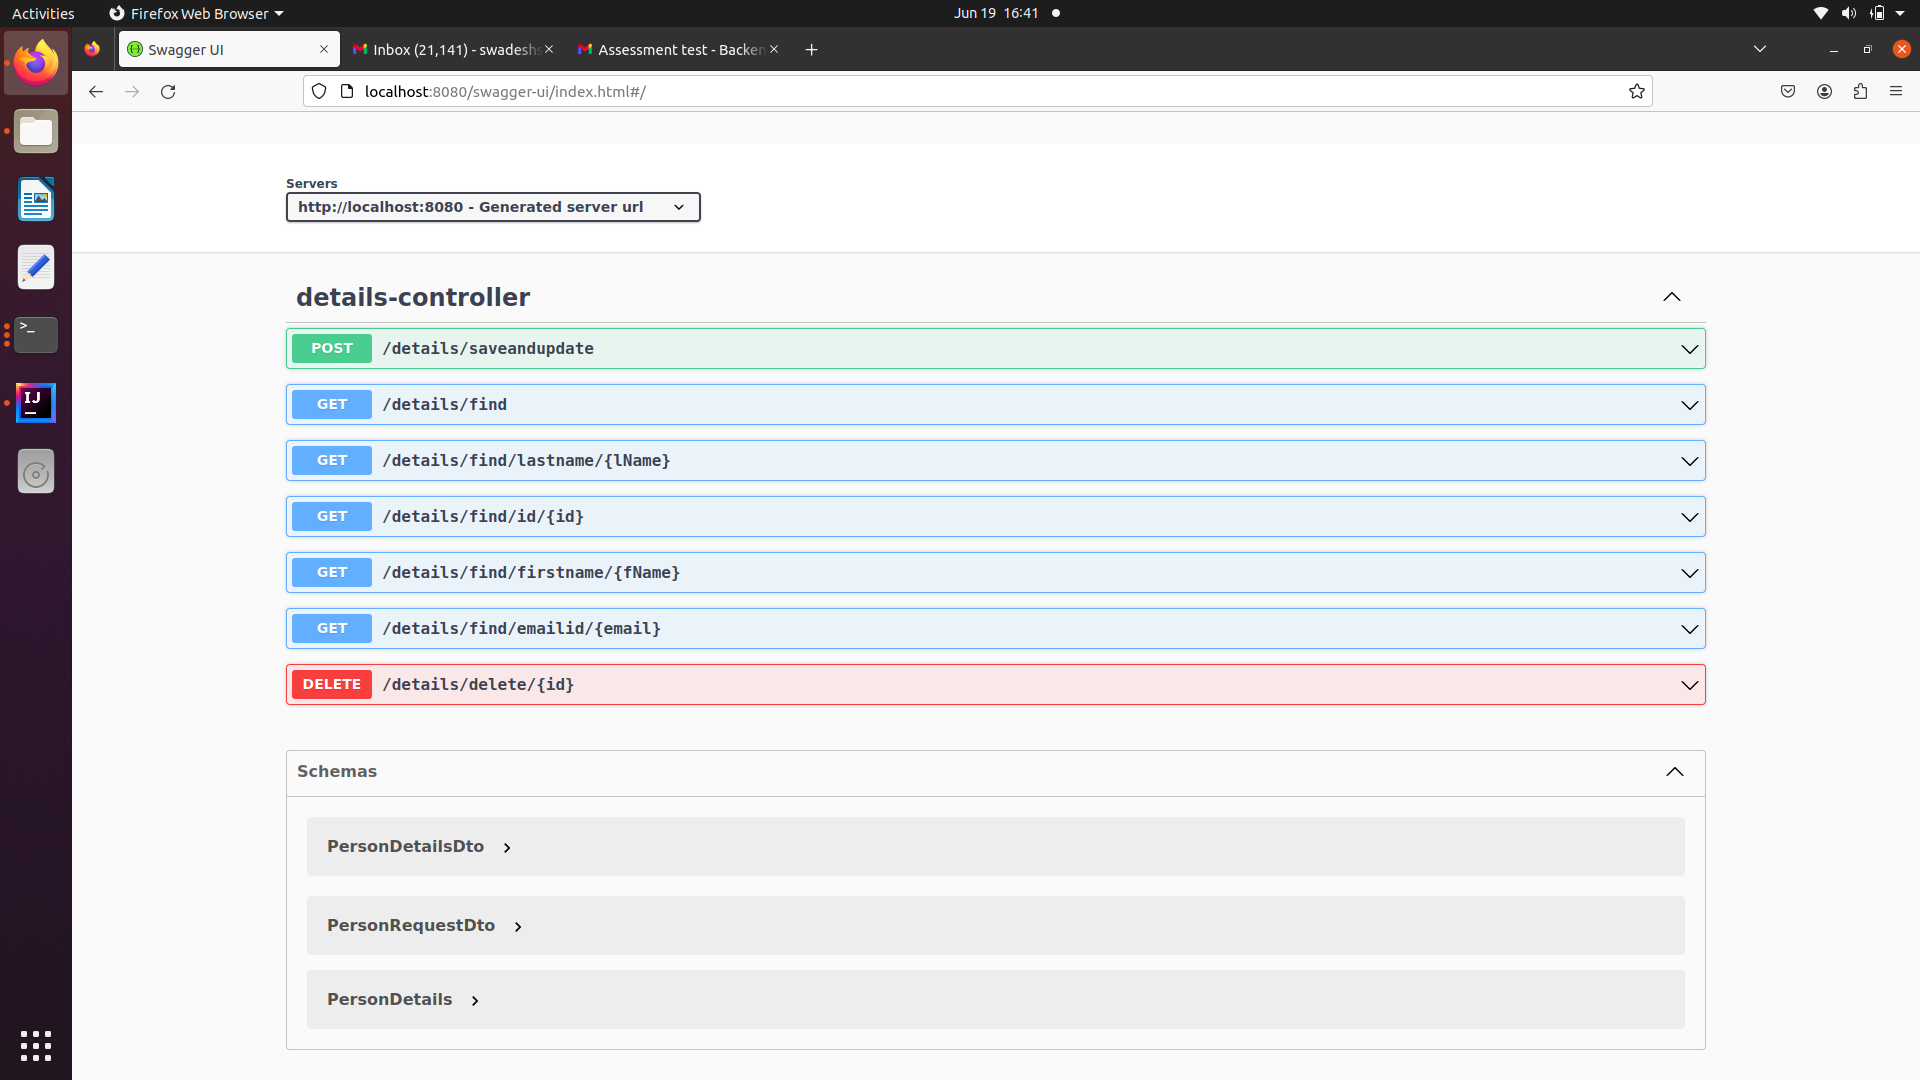 Activities
Firefox Web Browser
Jun 19 16:41
Swagger UI
Inbox (21,141) - swadeshs
Assessment test - Backen
localhost:8080/swagger-ui/index.html#/
Servers
http://localhost:8080 - Generated server url
details-controller
POST /details/saveandupdate
GET /details/find
GET /details/find/lastname/{lName}
GET /details/find/id/{id}
GET /details/find/firstname/{fName}
GET /details/find/emailid/{email}
DELETE /details/delete/{id}
Schemas
PersonDetailsDto
PersonRequestDto
PersonDetails
>_
IJ